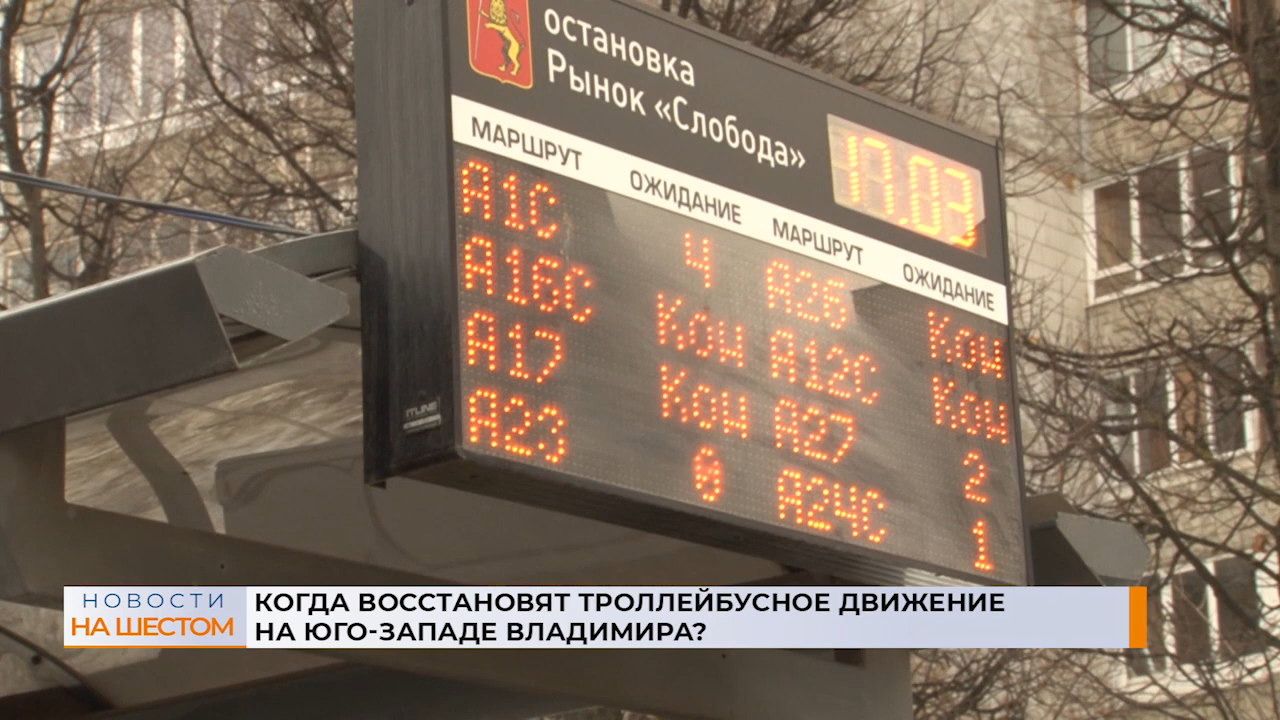 остановка
Рынок «Слобода»
17.03
МАРШРУТ ОЖИДАНИЕ МАРШРУТ ОЖИДАНИЕ
А1С 4 А26 Кон
А16С Кон А12С Кон
А17 Кон А27 2
А23 0 А24С 1
ITLINE
НОВОСТИ
НА ШЕСТОМ
КОГДА ВОССТАНОВЯТ ТРОЛЛЕЙБУСНОЕ ДВИЖЕНИЕ
НА ЮГО-ЗАПАДЕ ВЛАДИМИРА?